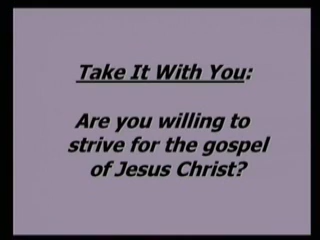 Take It With You:
Are you willing to
strive for the gospel
of Jesus Christ?